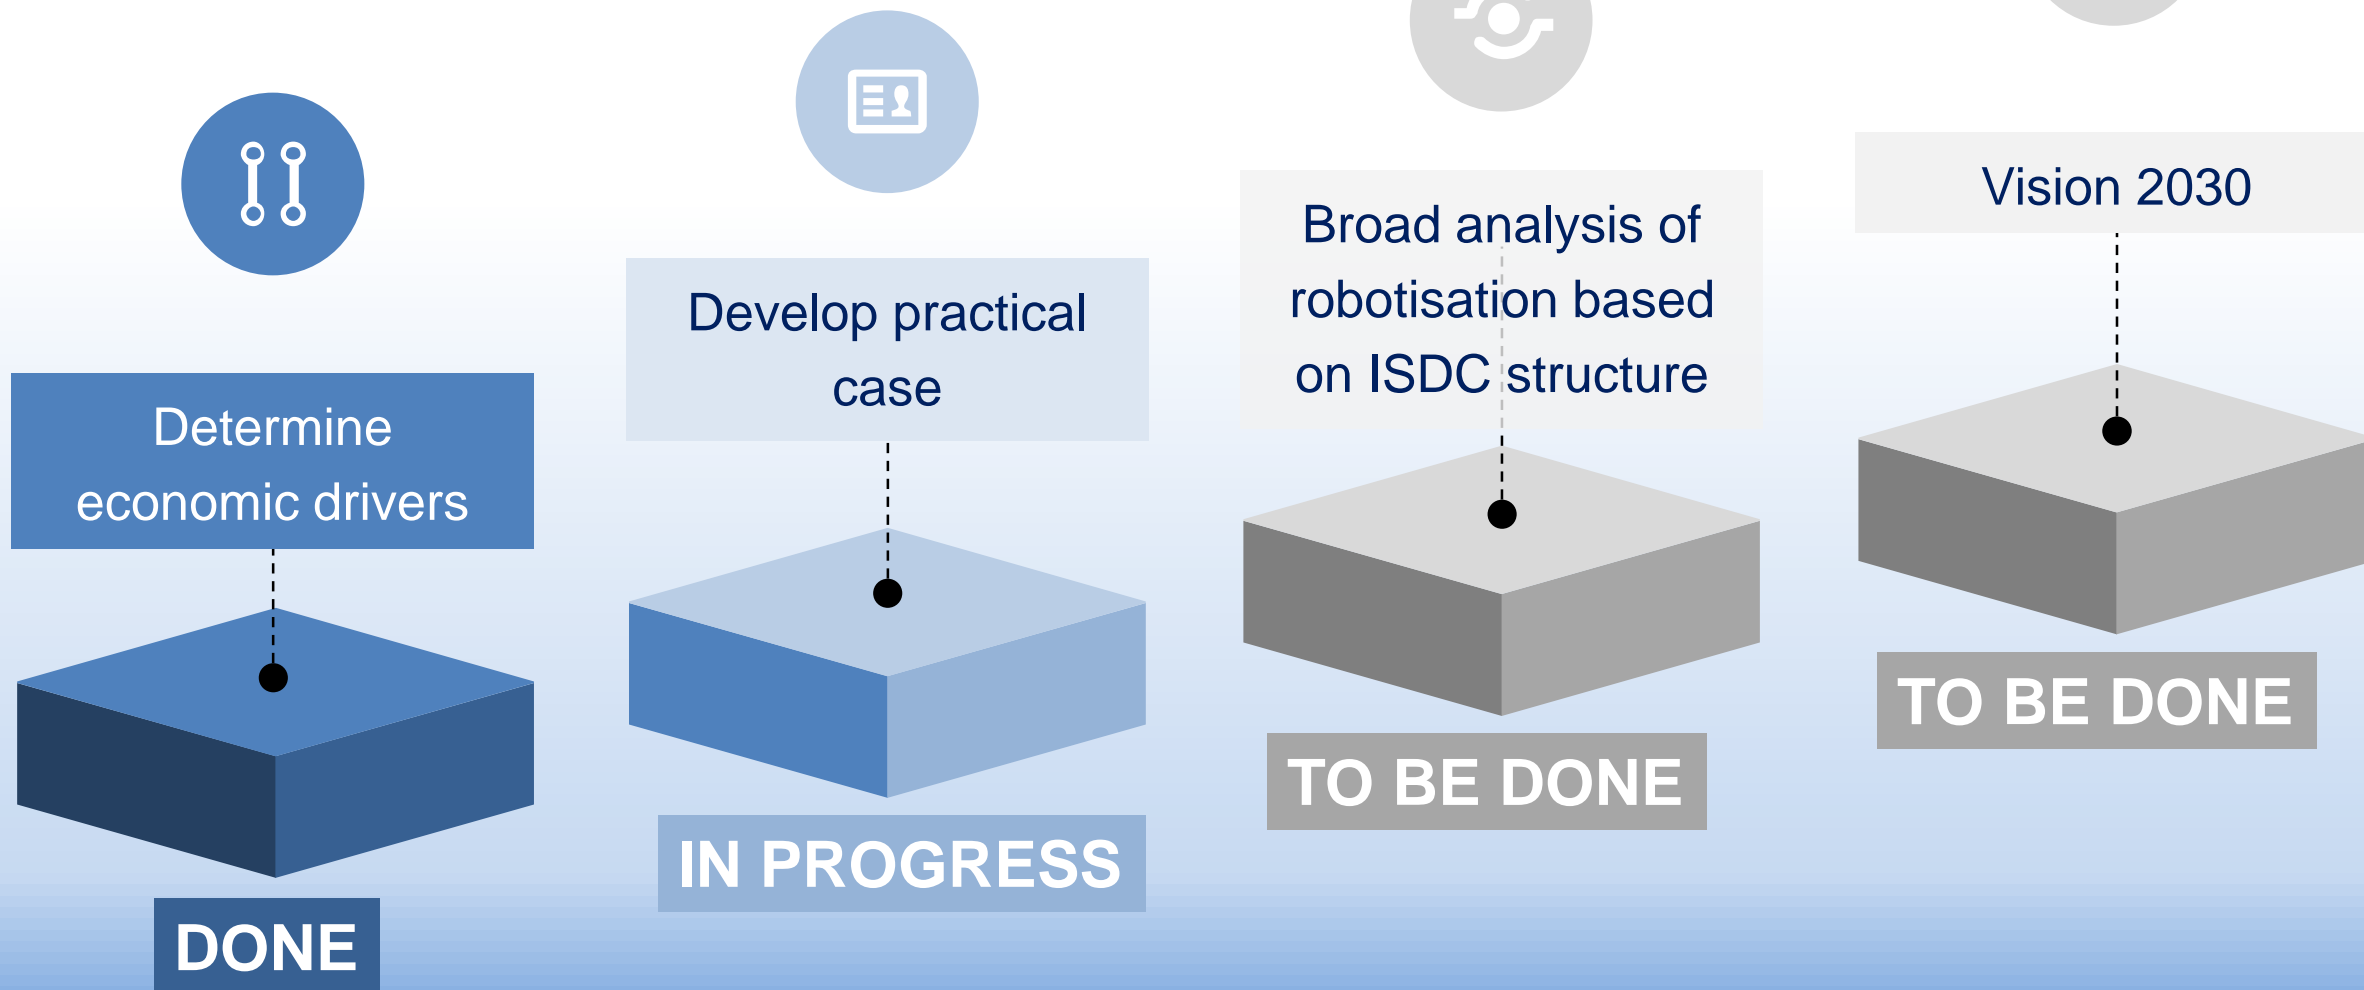 Determine
economic drivers
DONE
Develop practical
case
IN PROGRESS
Broad analysis of
robotisation based
on ISDC structure
TO BE DONE
Vision 2030
TO BE DONE